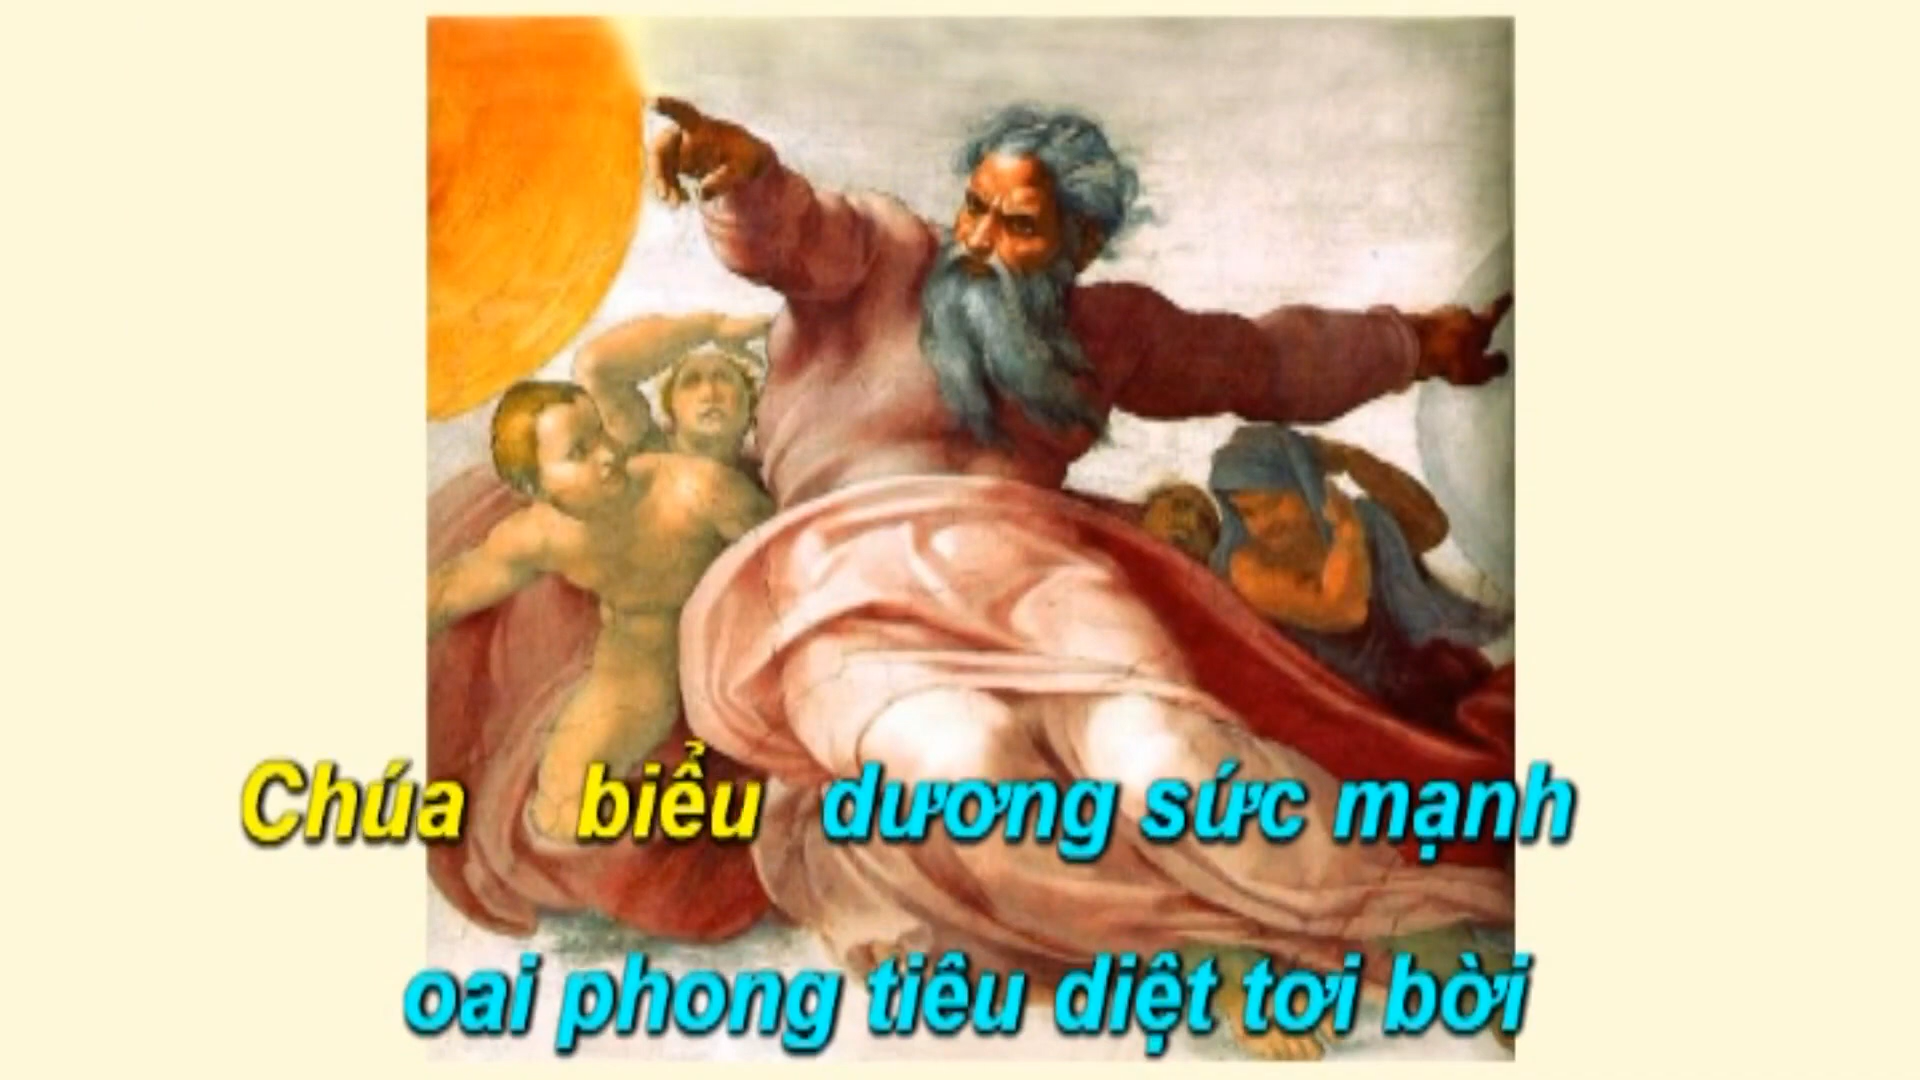 Chúa biểu dương sức mạnh
oai phong tiêu diệt tơi bời